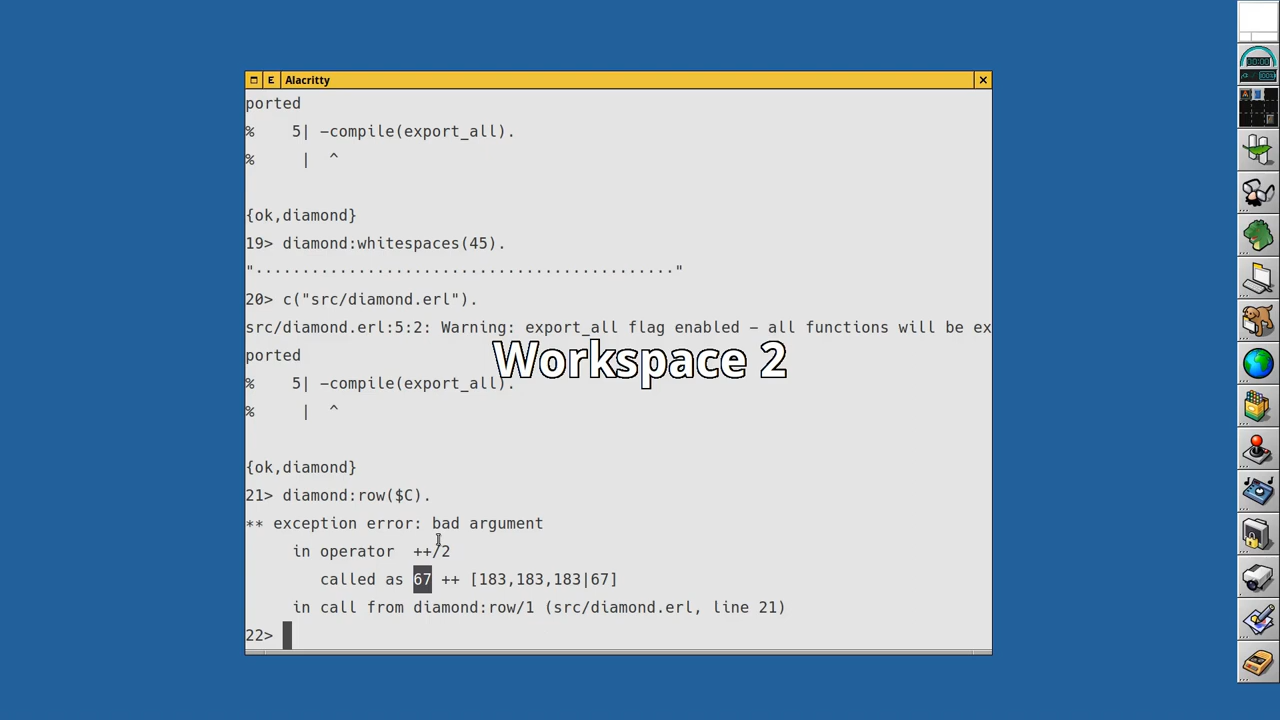 E Alacritty
ported
%    5| -compile(export_all).
%     |  ^
{ok,diamond}
19> diamond:whitespaces(45).
"·············································"
20> c("src/diamond.erl").
src/diamond.erl:5:2: Warning: export_all flag enabled - all functions will be ex
ported
Workspace 2
%    5| -compile(export_all).
%     |  ^
{ok,diamond}
21> diamond:row($C).
** exception error: bad argument
     in operator  ++/2
        called as 67 ++ [183,183,183|67]
     in call from diamond:row/1 (src/diamond.erl, line 21)
22>